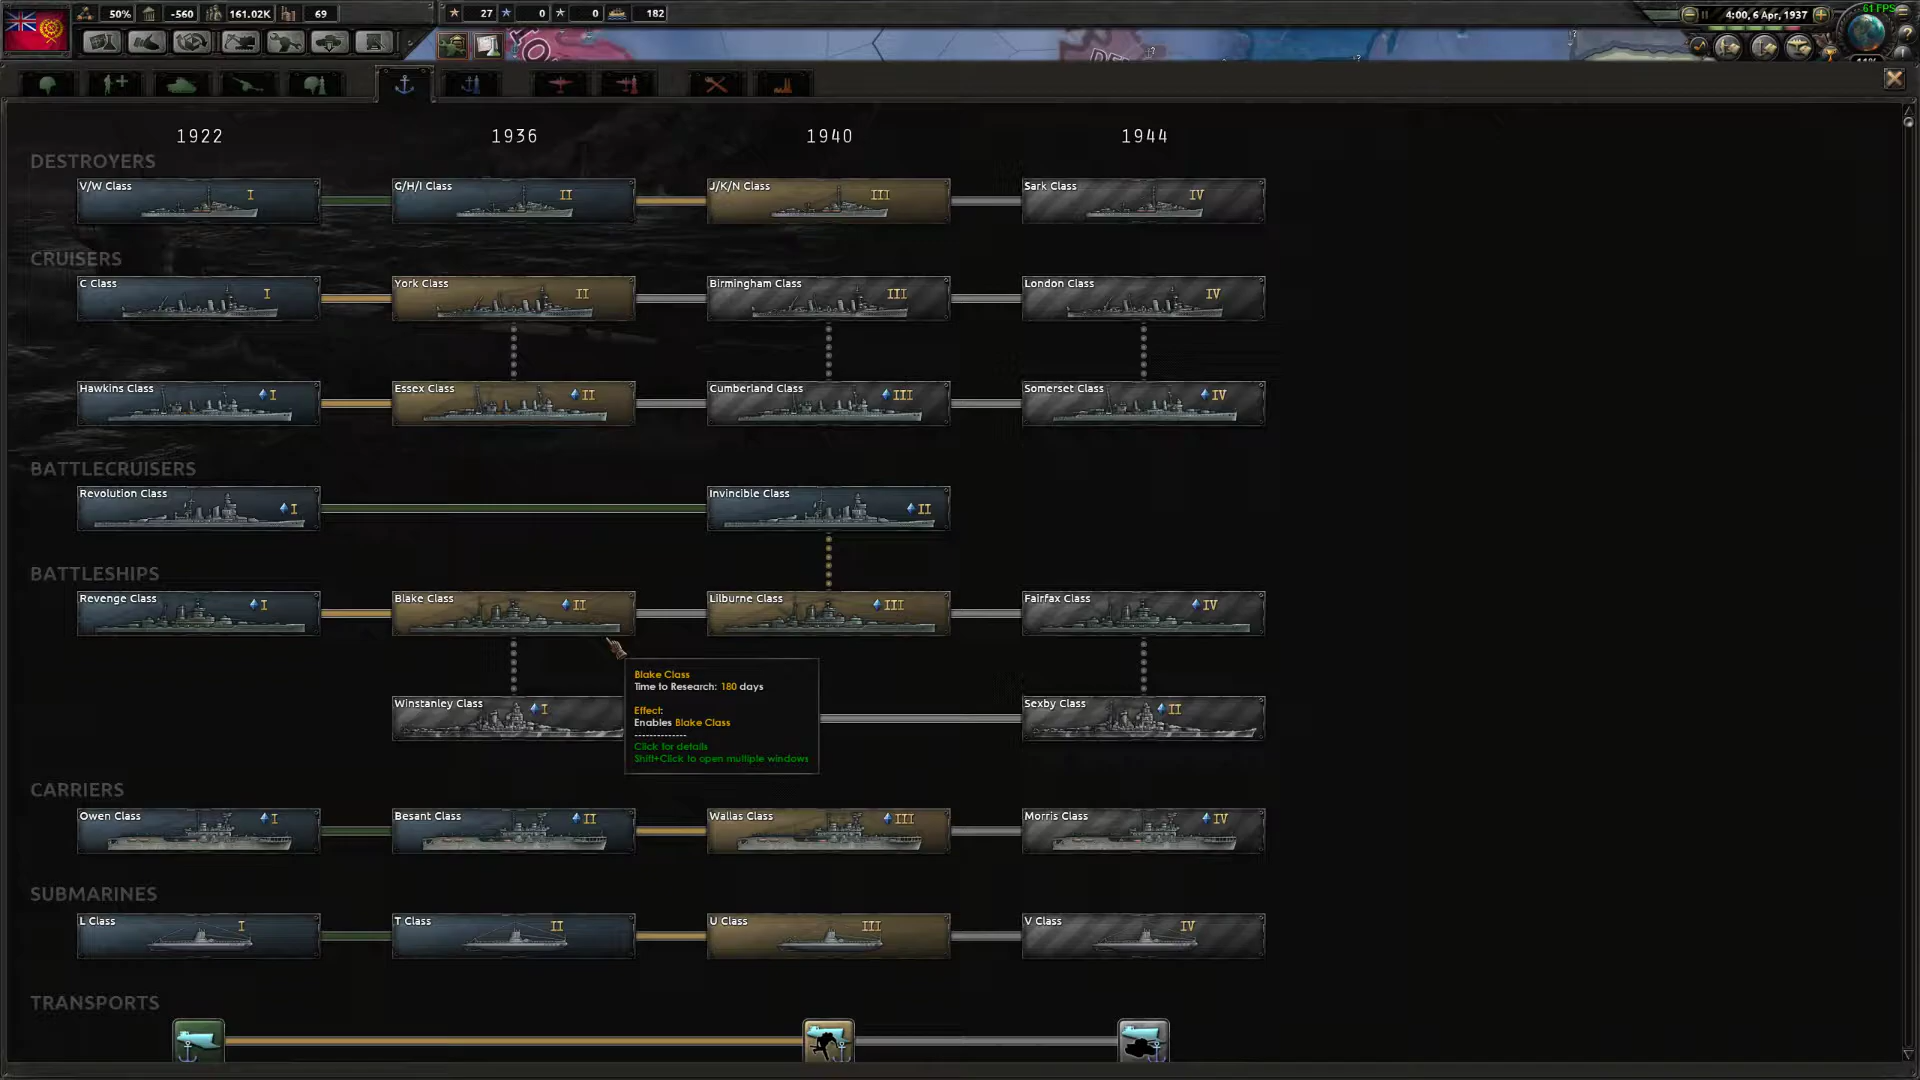 50%
-560
161.02K
69
27
0
0
182
61 FPS
4:00, 6 Apr, 1937
1922
1936
1940
1944
DESTROYERS
V/W Class
I
G/H/I Class
II
J/K/N Class
III
Sark Class
IV
CRUISERS
C Class
I
York Class
II
Birmingham Class
III
London Class
IV
Hawkins Class
I
Essex Class
II
Cumberland Class
III
Somerset Class
IV
BATTLECRUISERS
Revolution Class
I
Invincible Class
II
BATTLESHIPS
Revenge Class
I
Blake Class
II
Lilburne Class
III
Fairfax Class
IV
Winstanley Class
I
Sexby Class
II
Blake Class
Time to Research: 180 days
Effect:
Enables Blake Class
-------------
Click for details
Shift+Click to open multiple windows
CARRIERS
Owen Class
I
Besant Class
II
Wallas Class
III
Morris Class
IV
SUBMARINES
L Class
I
T Class
II
U Class
III
V Class
IV
TRANSPORTS